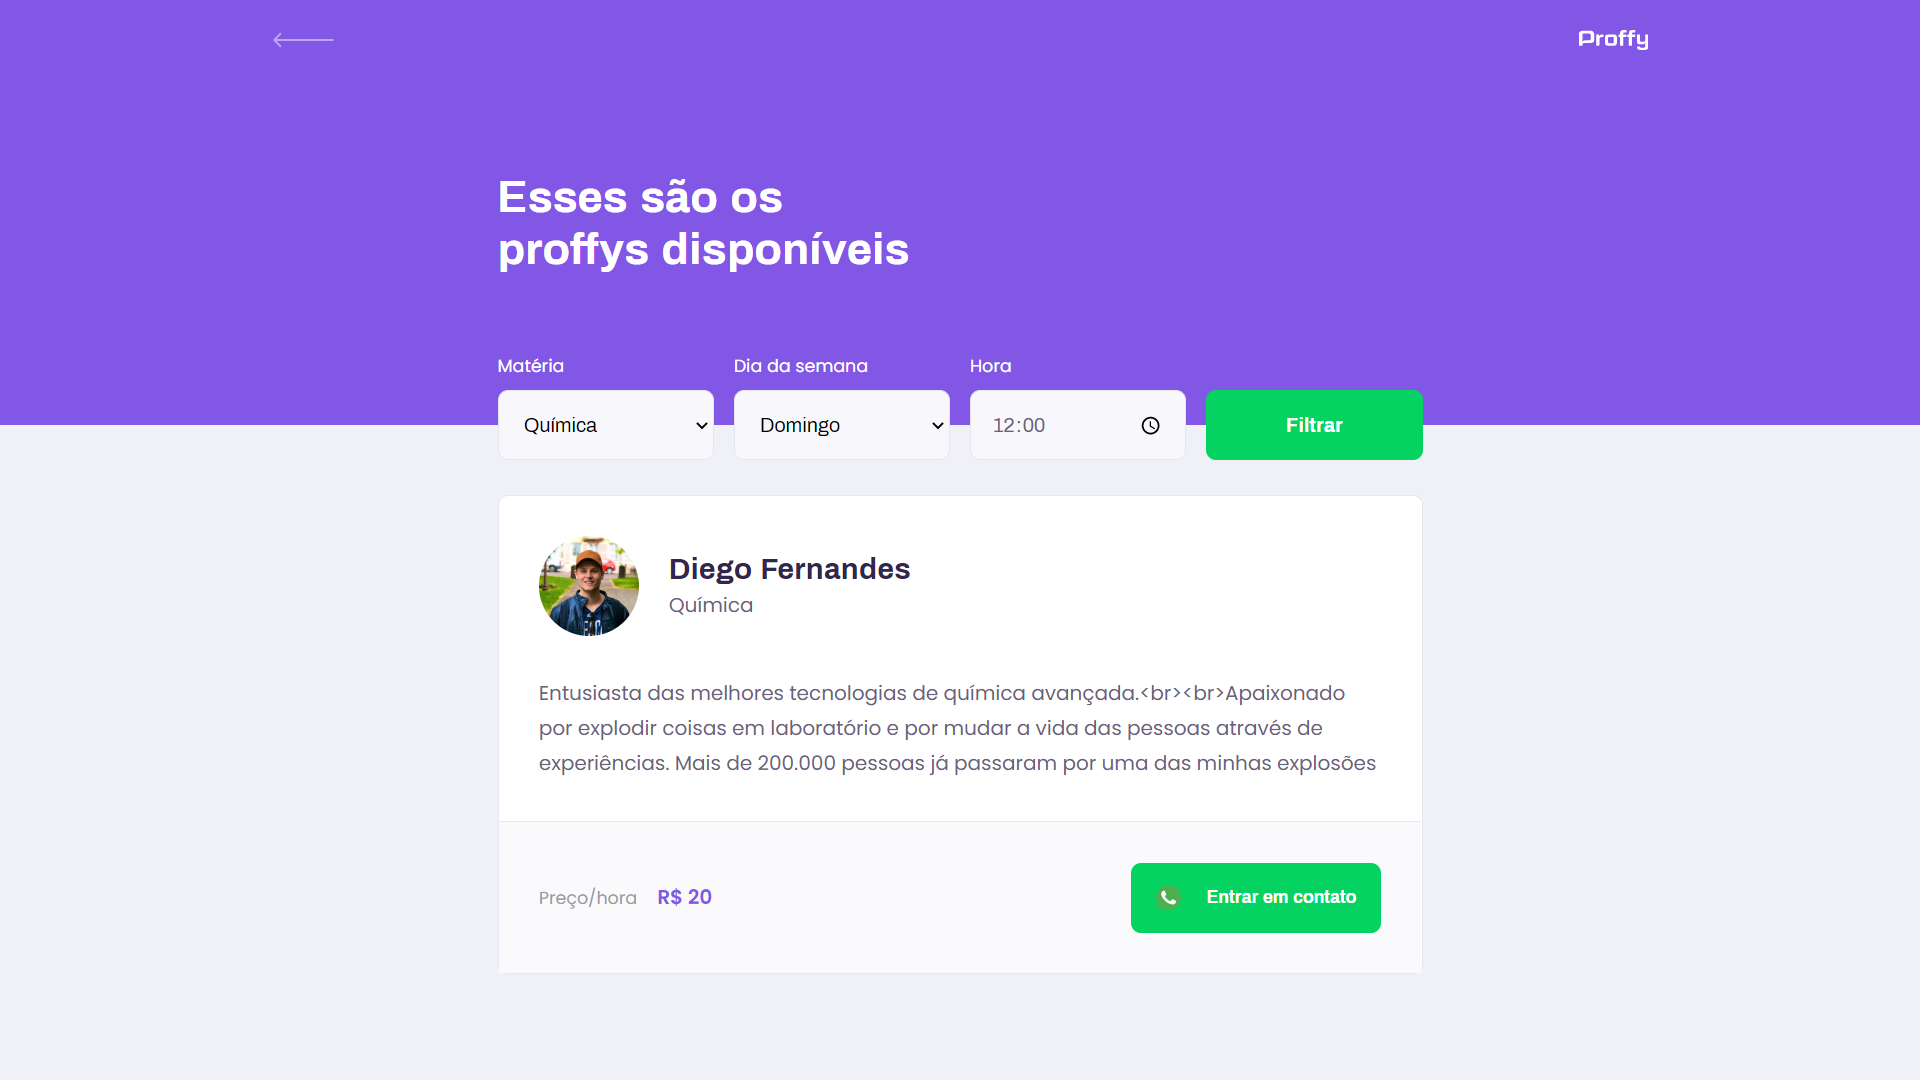 Proffy
Esses são os
proffys disponíveis
Matéria
Dia da semana
Hora
Química
Domingo
12:00
Filtrar
Diego Fernandes
Química
Entusiasta das melhores tecnologias de química avançada.<br><br>Apaixonado
por explodir coisas em laboratório e por mudar a vida das pessoas através de
experiências. Mais de 200.000 pessoas já passaram por uma das minhas explosões
Preço/hora R$ 20
Entrar em contato